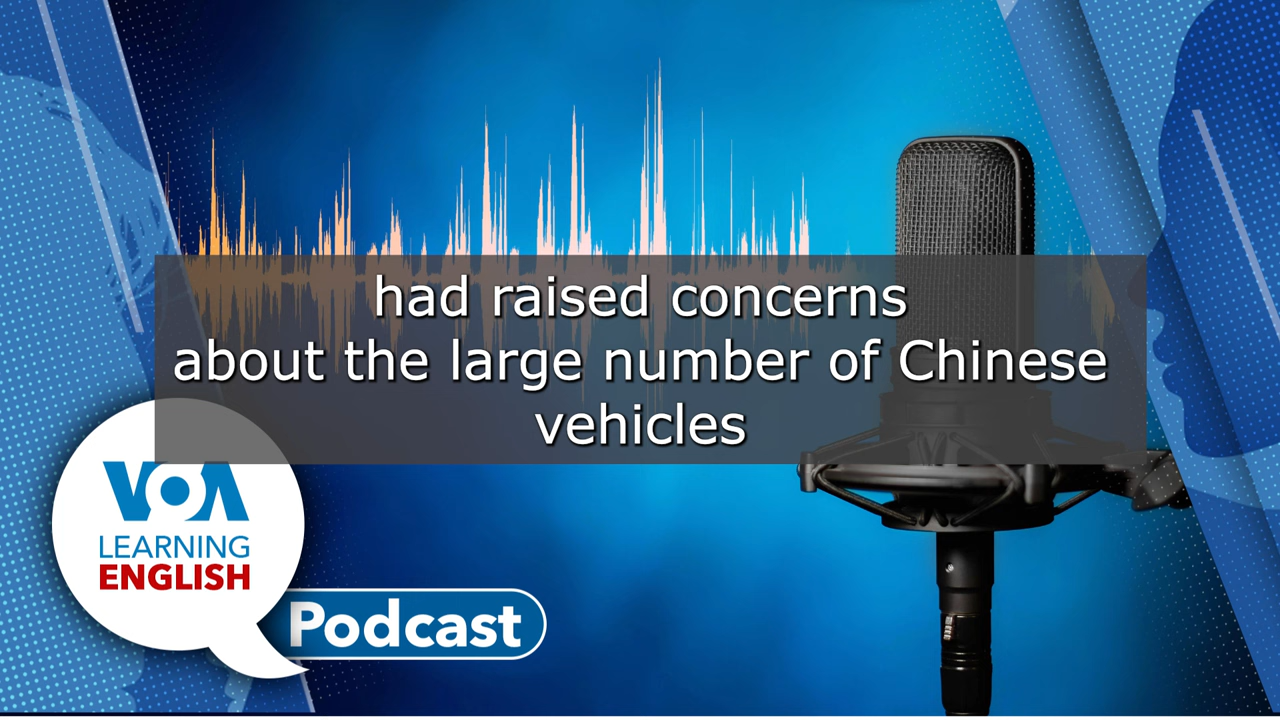 had raised concerns
about the large number of Chinese
vehicles
VOA
LEARNING
ENGLISH
Podcast